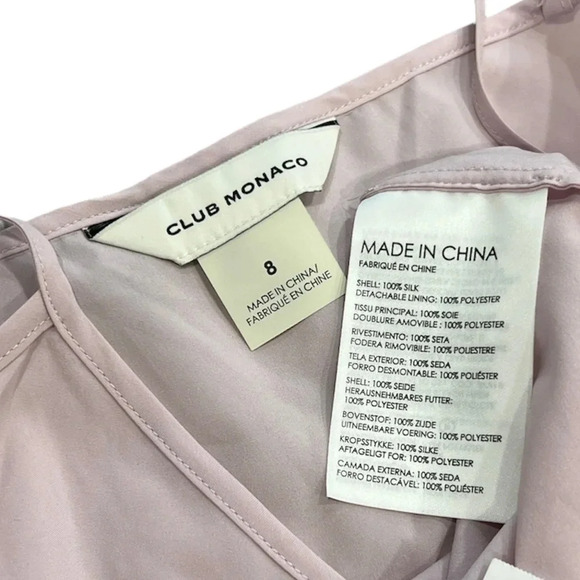 CLUB MONACO
8
MADE IN CHINA/
FABRIQUÉ EN CHINE
MADE IN CHINA
FABRIQUÉ EN CHINE
SHELL: 100% SILK
DETACHABLE LINING: 100% POLYESTER
TISSU PRINCIPAL: 100% SOIE
DOUBLURE AMOVIBLE : 100% POLYESTER
RIVESTIMENTO: 100% SETA
FODERA RIMOVIBILE: 100% POLIESTERE
TELA EXTERIOR: 100% SEDA
FORRO DESMONTABLE: 100% POLIÉSTER
SHELL: 100% SEIDE
HERAUSNEHMBARES FUTTER:
100% POLYESTER
BOVENSTOF: 100% ZIJDE
UITNEEMBARE VOERING: 100% POLYESTER
KROPSSTYKKE: 100% SILKE
AFTAGELIGT FOR: 100% POLYESTER
CAMADA EXTERNA: 100% SEDA
FORRO DESTACÁVEL: 100% POLIÉSTER